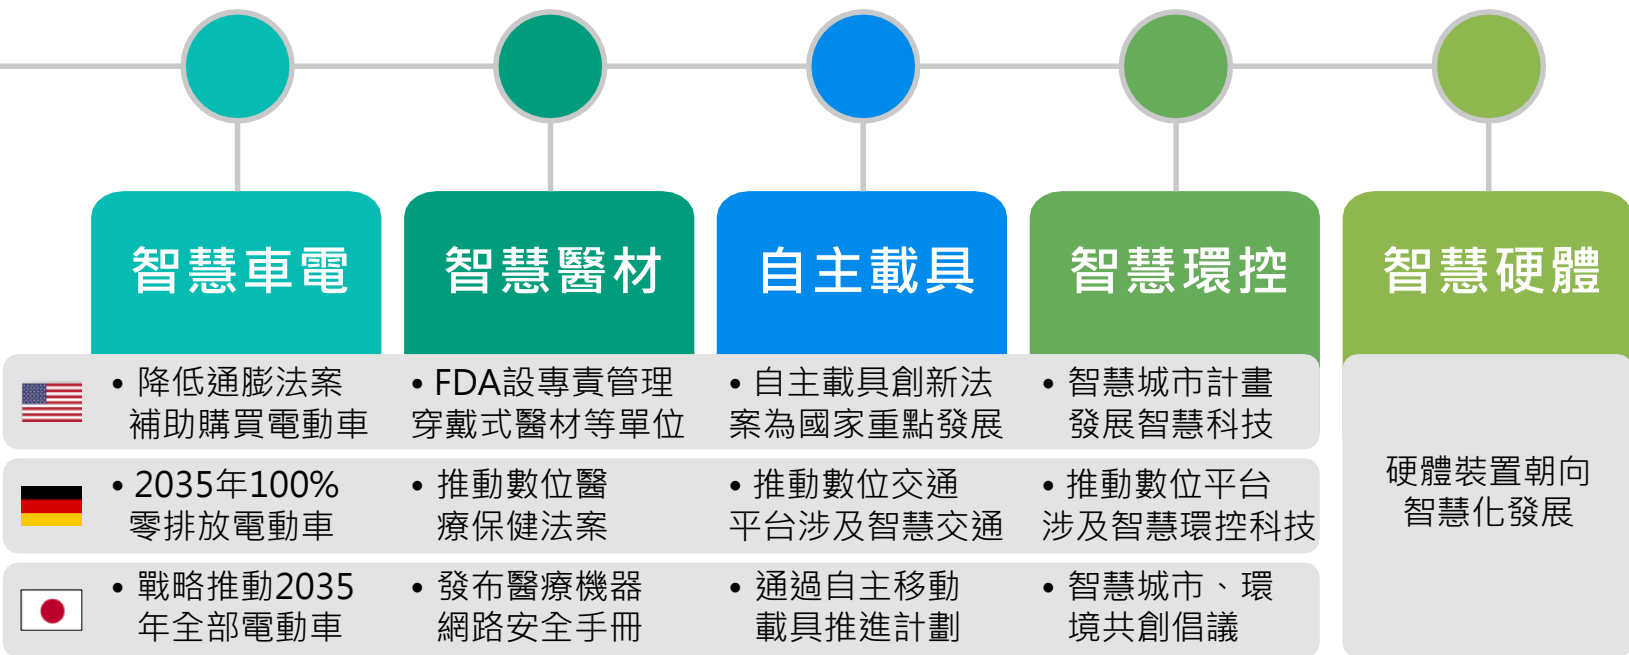 智慧車電
智慧醫材
自主載具
智慧環控
智慧硬體
• 降低通膨法案
補助購買電動車
• FDA設專責管理
穿戴式醫材等單位
• 自主載具創新法
案為國家重點發展
• 智慧城市計畫
發展智慧科技
• 2035年100%
零排放電動車
• 推動數位醫
療保健法案
• 推動數位交通
平台涉及智慧交通
• 推動數位平台
涉及智慧環控科技
• 戰略推動2035
年全部電動車
• 發布醫療機器
網路安全手冊
• 通過自主移動
載具推進計劃
• 智慧城市、環
境共創倡議
硬體裝置朝向
智慧化發展